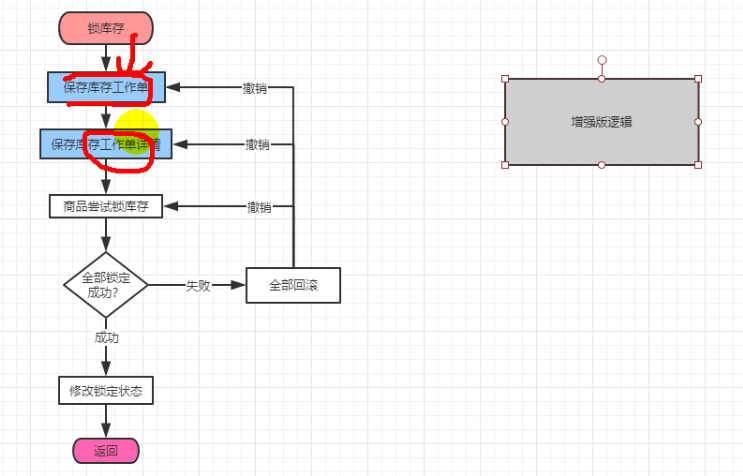 锁库存
保存库存工作单
撤销
增强版逻辑
保存库存工作单详情
撤销
商品尝试锁库存
撤销
全部锁定
成功?
失败
全部回滚
成功
修改锁定状态
返回